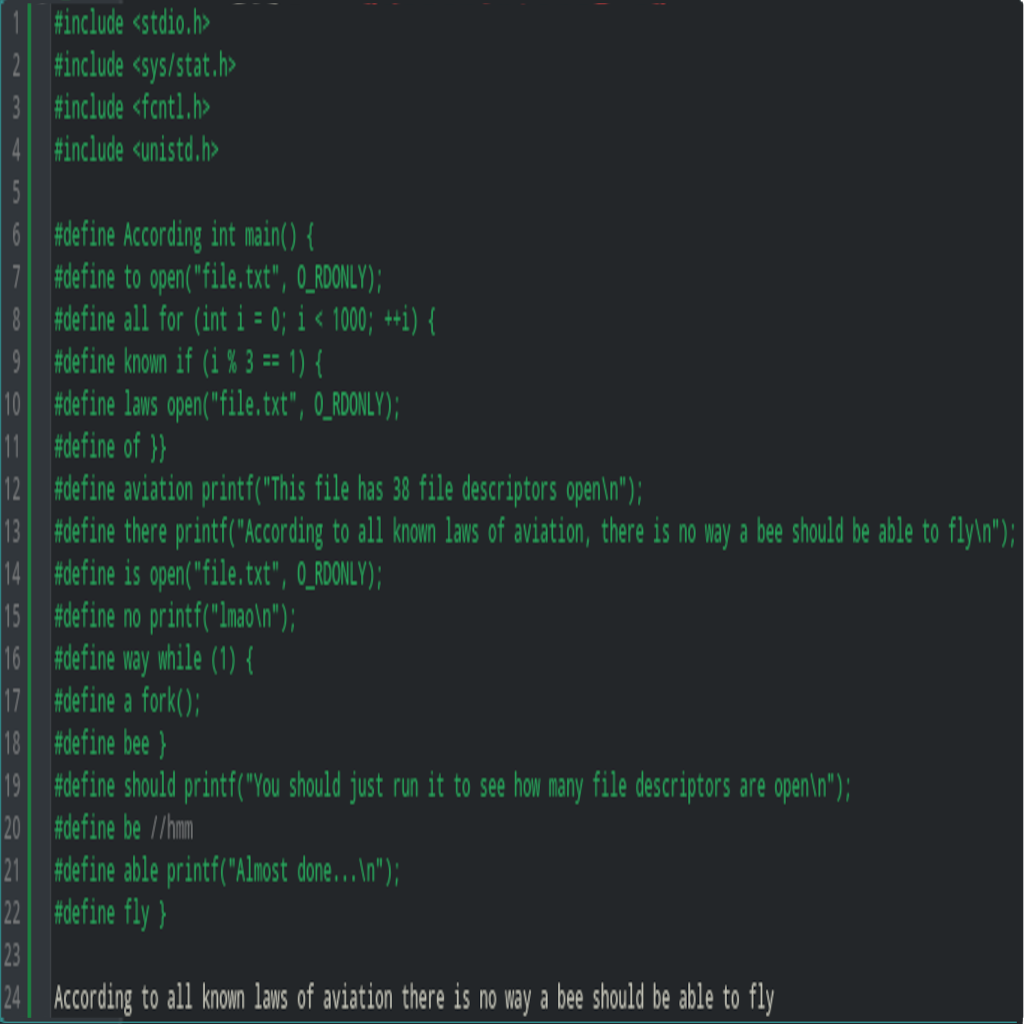 1 #include <stdio.h>
2 #include <sys/stat.h>
3 #include <fcntl.h>
4 #include <unistd.h>
5
6 #define According int main() {
7 #define to open("file.txt", O_RDONLY);
8 #define all for (int i = 0; i < 1000; ++i) {
9 #define known if (i % 3 == 1) {
10 #define laws open("file.txt", O_RDONLY);
11 #define of }}
12 #define aviation printf("This file has 38 file descriptors open\n");
13 #define there printf("According to all known laws of aviation, there is no way a bee should be able to fly\n");
14 #define is open("file.txt", O_RDONLY);
15 #define no printf("lmao\n");
16 #define way while (1) {
17 #define a fork();
18 #define bee }
19 #define should printf("You should just run it to see how many file descriptors are open\n");
20 #define be //hmm
21 #define able printf("Almost done...\n");
22 #define fly }
23
24 According to all known laws of aviation there is no way a bee should be able to fly